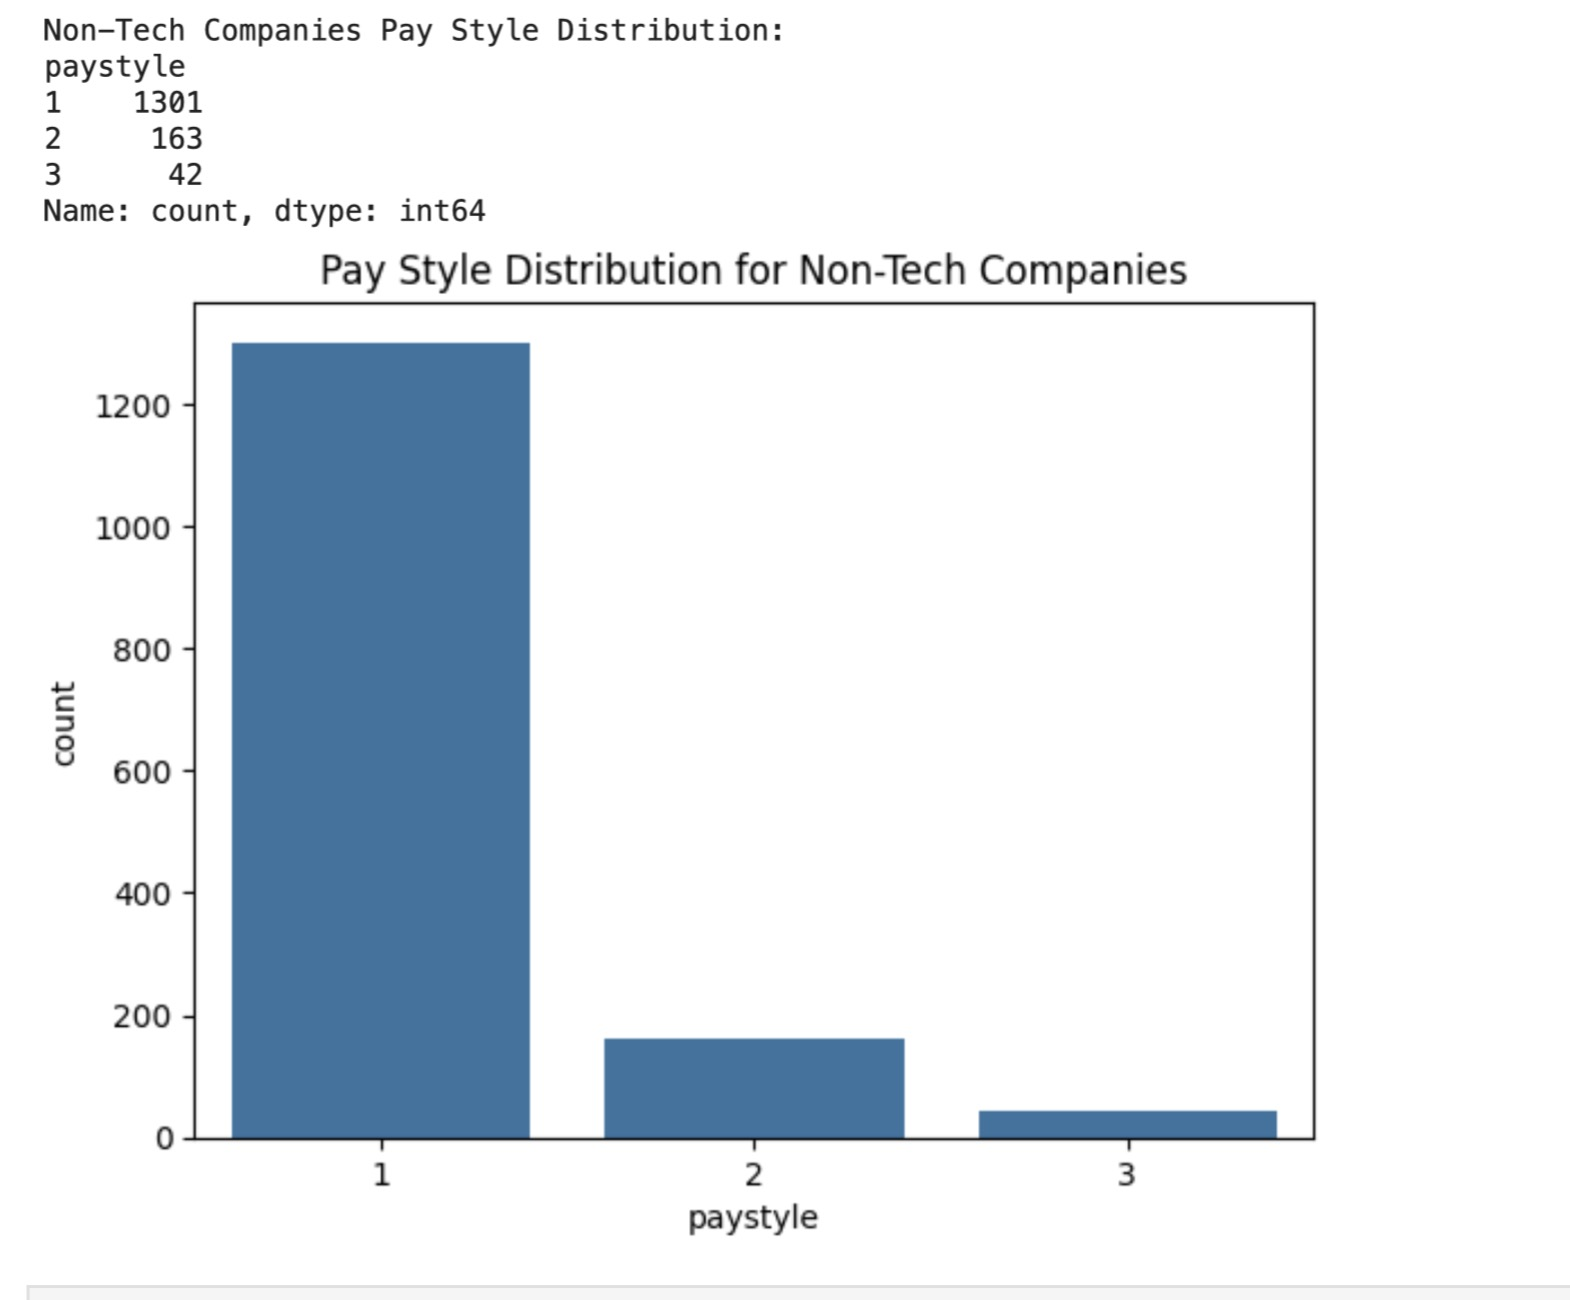 Non-Tech Companies Pay Style Distribution:
paystyle
1    1301
2     163
3      42
Name: count, dtype: int64
Pay Style Distribution for Non-Tech Companies
1200
1000
800
600
400
200
0
count
1 2 3
paystyle